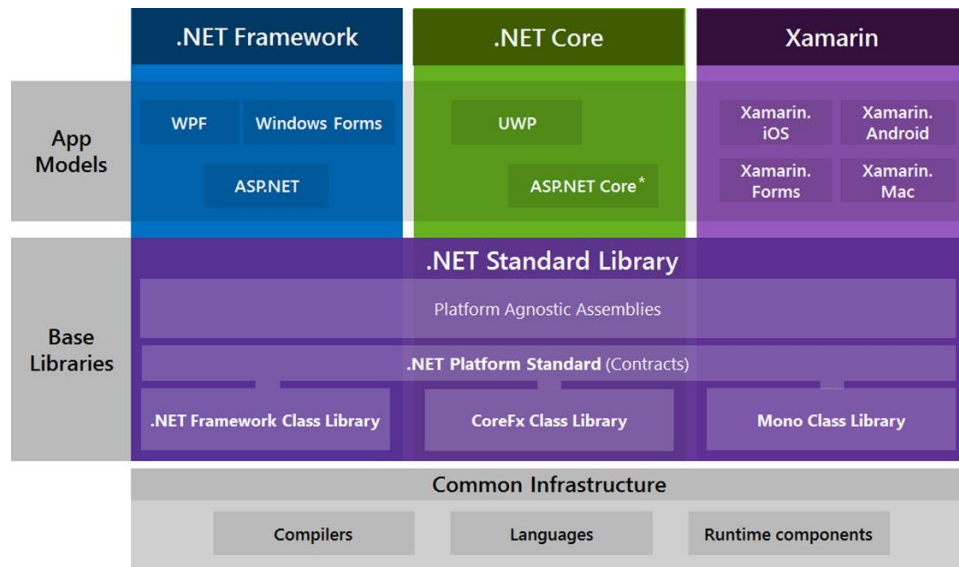 .NET Framework
.NET Core
Xamarin
App
Models
WPF
Windows Forms
ASP.NET
UWP
ASP.NET Core*
Xamarin.
iOS
Xamarin.
Android
Xamarin.
Forms
Xamarin.
Mac
Base
Libraries
.NET Standard Library
Platform Agnostic Assemblies
.NET Platform Standard (Contracts)
.NET Framework Class Library
CoreFx Class Library
Mono Class Library
Common Infrastructure
Compilers
Languages
Runtime components